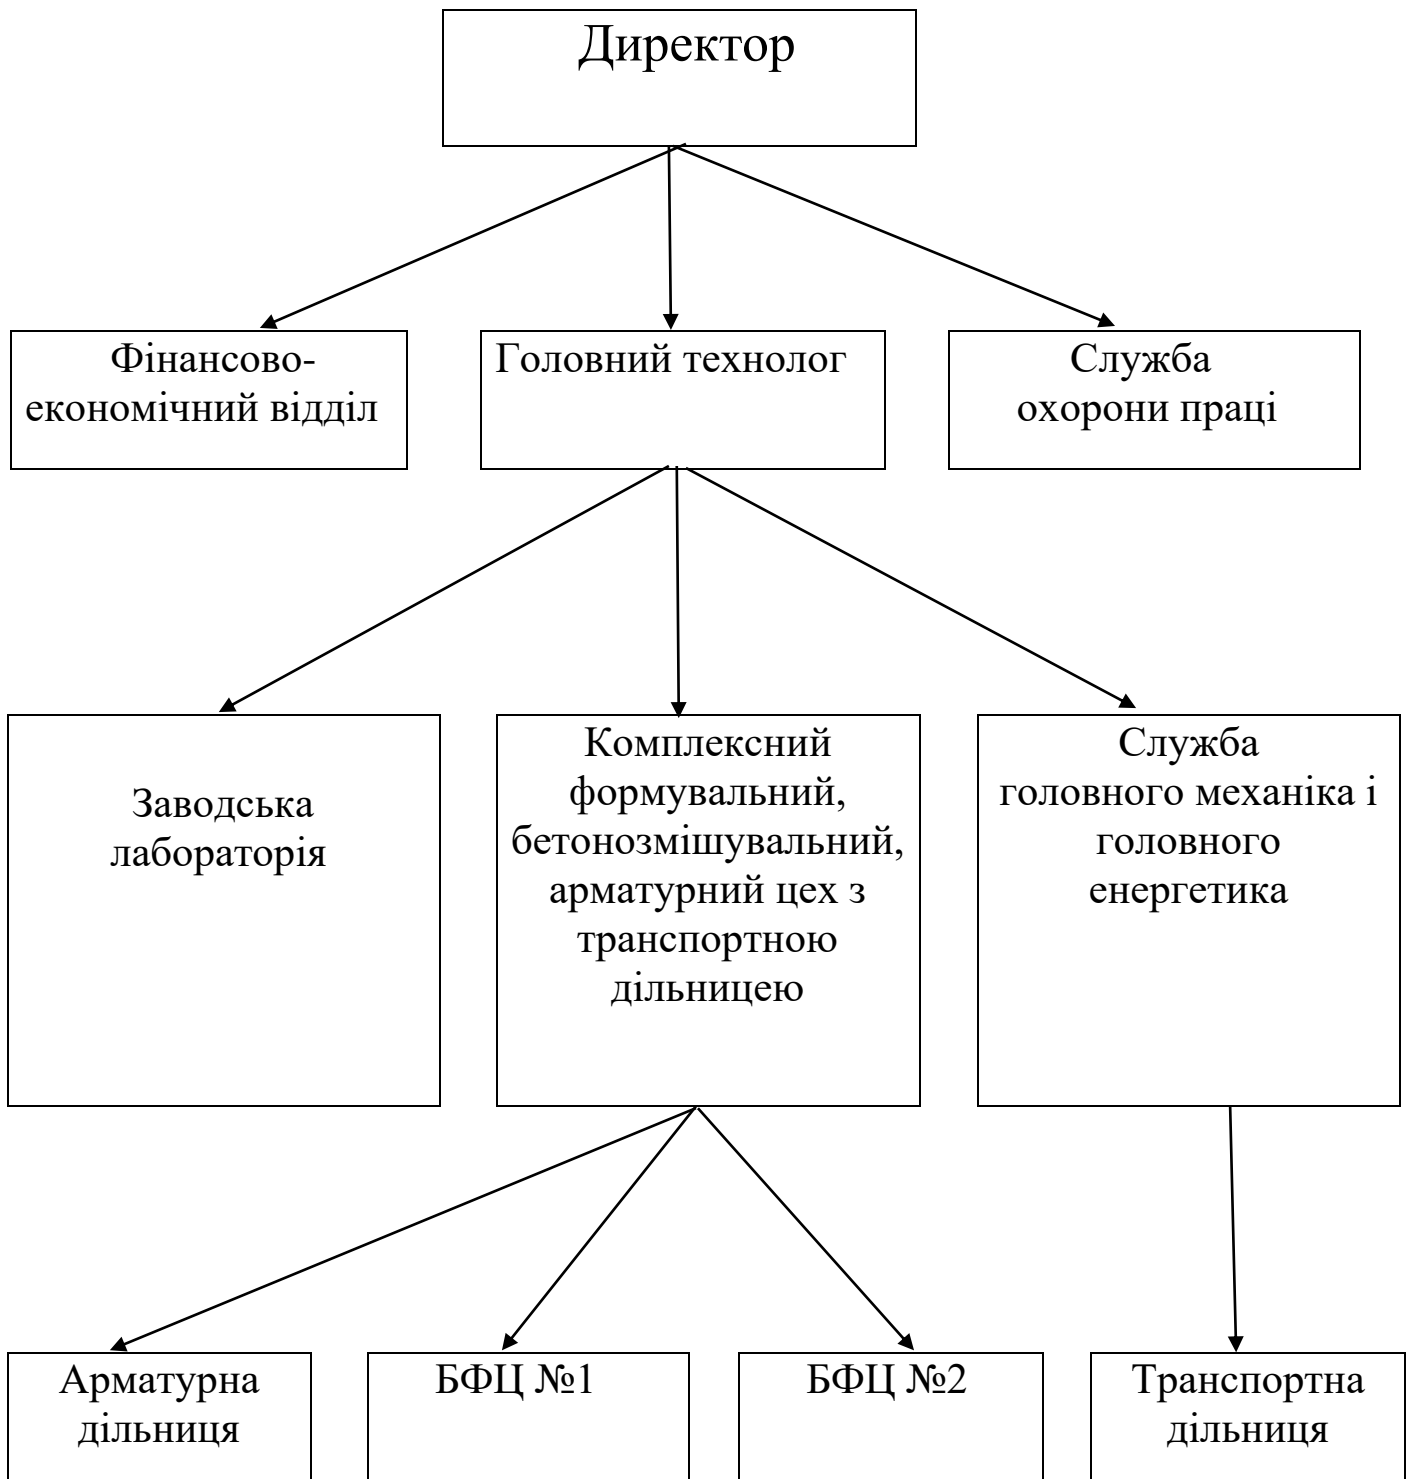 Директор
Фінансово-
економічний відділ
Головний технолог
Служба
охорони праці
Заводська
лабораторія
Комплексний
формувальний,
бетонозмішувальний,
арматурний цех з
транспортною
дільницею
Служба
головного механіка і
головного
енергетика
Арматурна
дільниця
БФЦ №1
БФЦ №2
Транспортна
дільниця